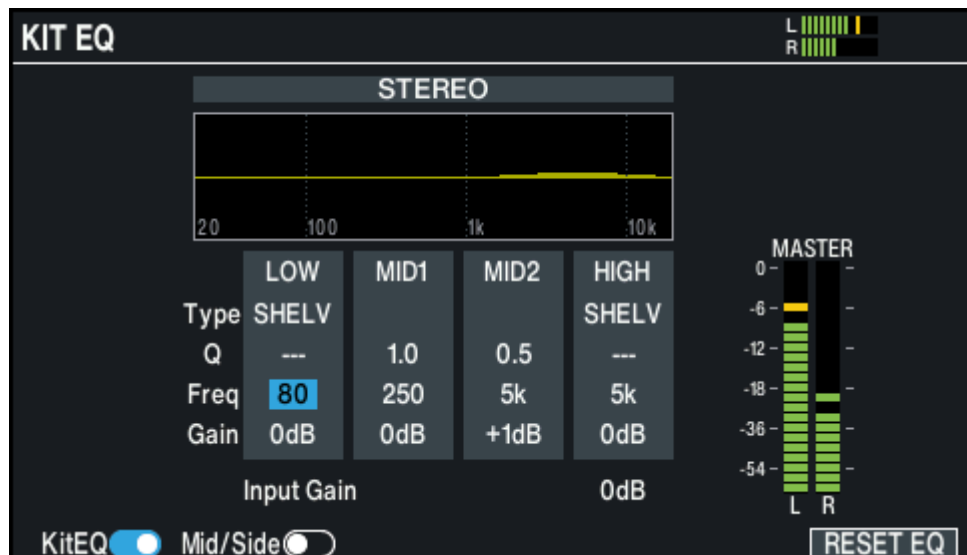 KIT EQ
L
R
STEREO
20 100 1k 10k
LOW MID1 MID2 HIGH
Type SHELV SHELV
Q --- 1.0 0.5 ---
Freq 80 250 5k 5k
Gain 0dB 0dB +1dB 0dB
Input Gain 0dB
MASTER
0
-6
-12
-18
-36
-54
L R
KitEQ Mid/Side RESET EQ